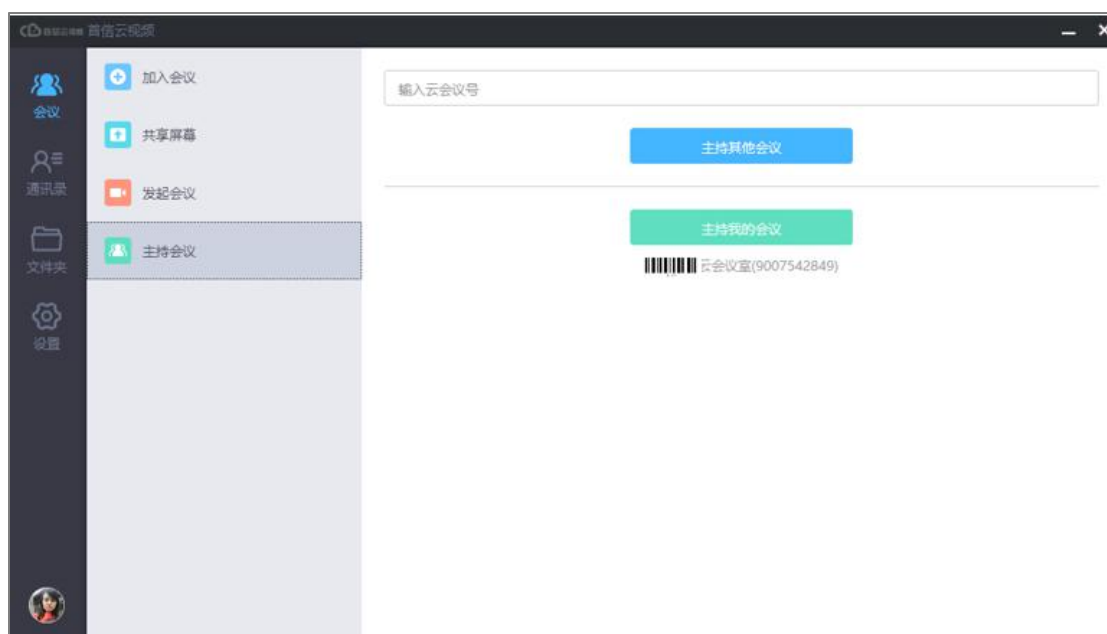 首信云视频
会议
通讯录
文件夹
设置
加入会议
共享屏幕
发起会议
主持会议
输入云会议号
主持其他会议
主持我的会议
云会议室(9007542849)